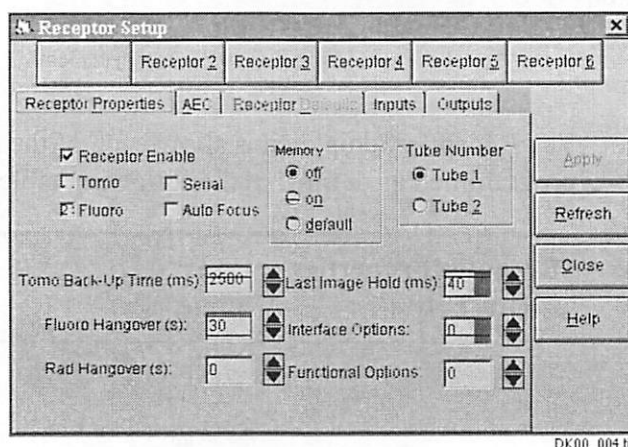 Receptor Setup
Receptor 2 Receptor 3 Receptor 4 Receptor 5 Receptor 6
Receptor Properties AEC Receptor Defaults Inputs Outputs
Receptor Enable
Tomo Serial
Fluoro Auto Focus
Memory
off
on
default
Tube Number
Tube 1
Tube 2
Apply
Refresh
Close
Help
Tomo Back-Up Time (ms) 2500 Last Image Hold (ms): 40
Fluoro Hangover (s): 30 Interface Options: 0
Rad Hangover (s): 0 Functional Options: 0